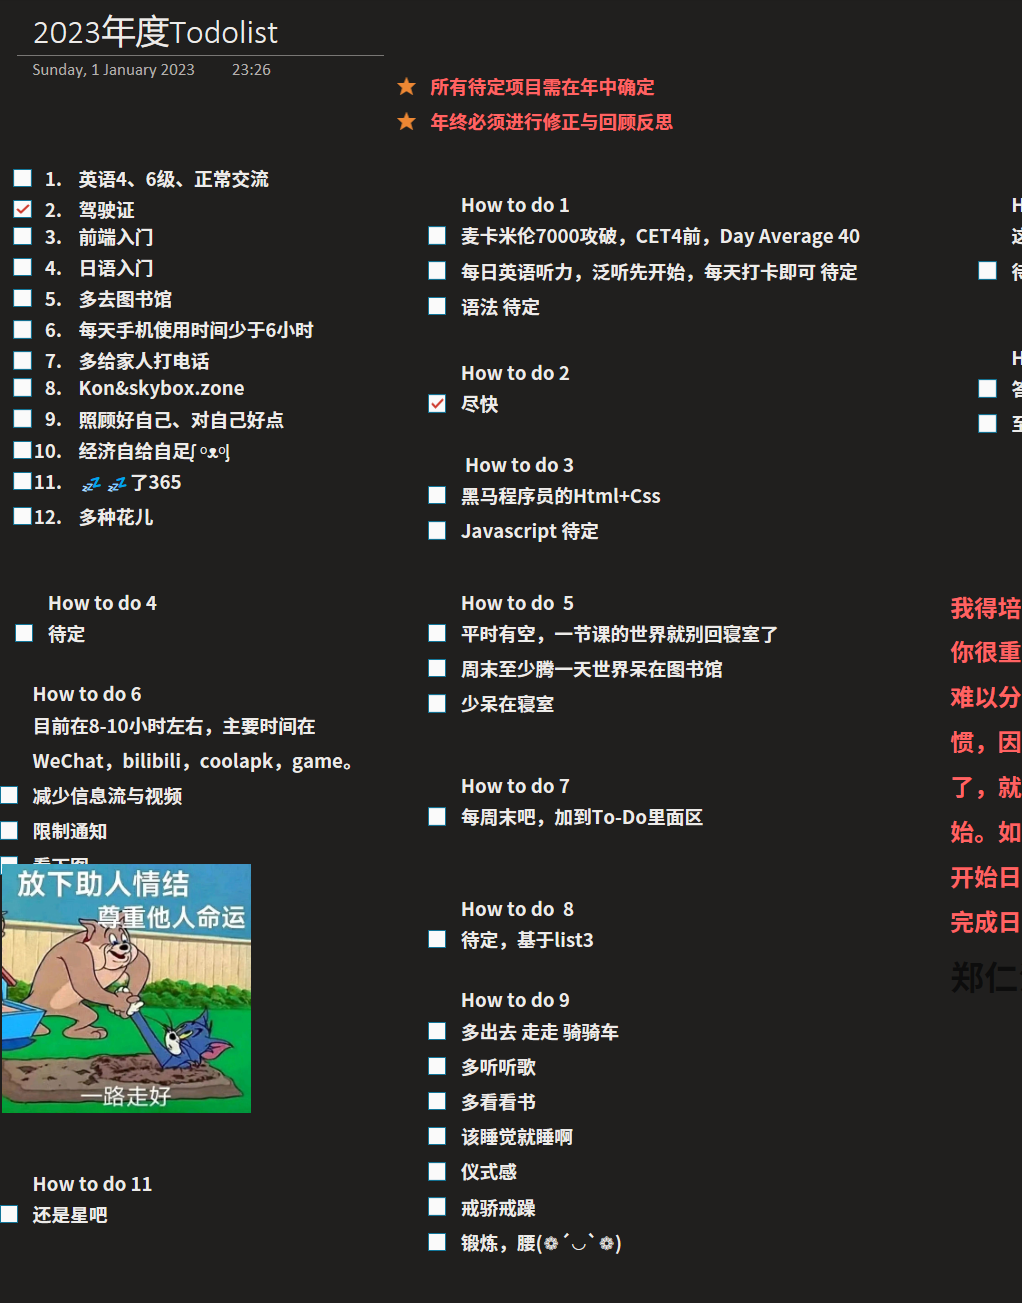 2023年度Todolist
Sunday, 1 January 2023 23:26
所有待定项目需在年中确定
年终必须进行修正与回顾反思
1. 英语4、6级、正常交流
2. 驾驶证
3. 前端入门
4. 日语入门
5. 多去图书馆
6. 每天手机使用时间少于6小时
7. 多给家人打电话
8. Kon&skybox.zone
9. 照顾好自己、对自己好点
10. 经济自给自足ʕ ᵒᴥᵒʆ
11. 💤 💤 了365
12. 多种花儿
How to do 1
麦卡米伦7000攻破，CET4前，Day Average 40
每日英语听力，泛听先开始，每天打卡即可 待定
语法 待定
How to do 2
尽快
How to do 3
黑马程序员的Html+Css
Javascript 待定
How to do 4
待定
How to do 5
平时有空，一节课的世界就别回寝室了
周末至少腾一天世界呆在图书馆
少呆在寝室
How to do 6
目前在8-10小时左右，主要时间在
WeChat，bilibili，coolapk，game。
减少信息流与视频
限制通知
看下图
放下助人情结
尊重他人命运
一路走好
How to do 7
每周末吧，加到To-Do里面区
How to do 8
待定，基于list3
How to do 9
多出去 走走 骑骑车
多听听歌
多看看书
该睡觉就睡啊
仪式感
戒骄戒躁
锻炼，腰(❁´◡`❁)
How to do 11
还是星吧
H
这
待
H
答
至
我得培
你很重
难以分
惯，因
了，就
始。如
开始日
完成日
郑仁